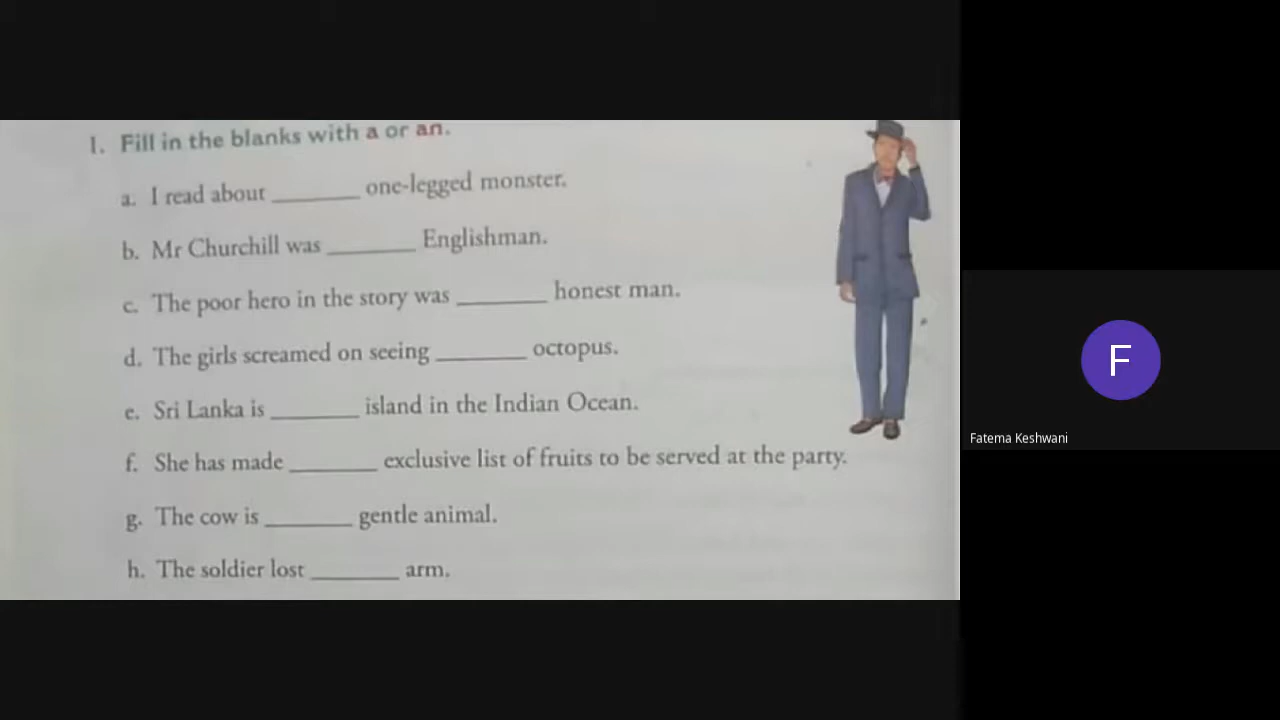 I. Fill in the blanks with a or an.
a. I read about ________ one-legged monster.
b. Mr Churchill was ________ Englishman.
c. The poor hero in the story was ________ honest man.
d. The girls screamed on seeing ________ octopus.
e. Sri Lanka is ________ island in the Indian Ocean.
f. She has made ________ exclusive list of fruits to be served at the party.
g. The cow is ________ gentle animal.
h. The soldier lost ________ arm.
F
Fatema Keshwani